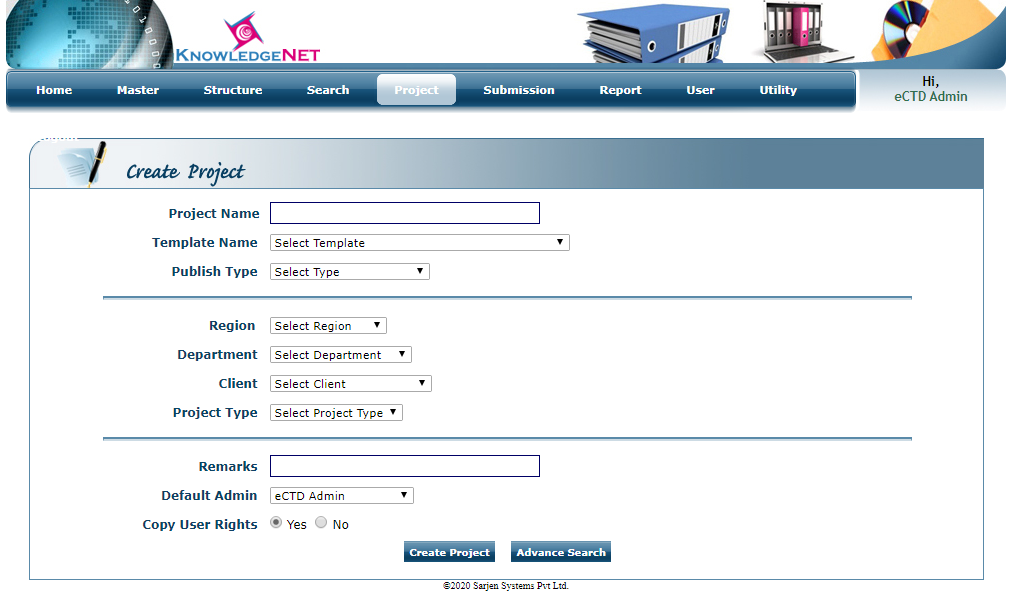 KNOWLEDGENET
Home Master Structure Search Project Submission Report User Utility
Hi,
eCTD Admin
Create Project
Project Name
Template Name Select Template
Publish Type Select Type
Region Select Region
Department Select Department
Client Select Client
Project Type Select Project Type
Remarks
Default Admin eCTD Admin
Copy User Rights Yes No
Create Project Advance Search
©2020 Sarjen Systems Pvt Ltd.